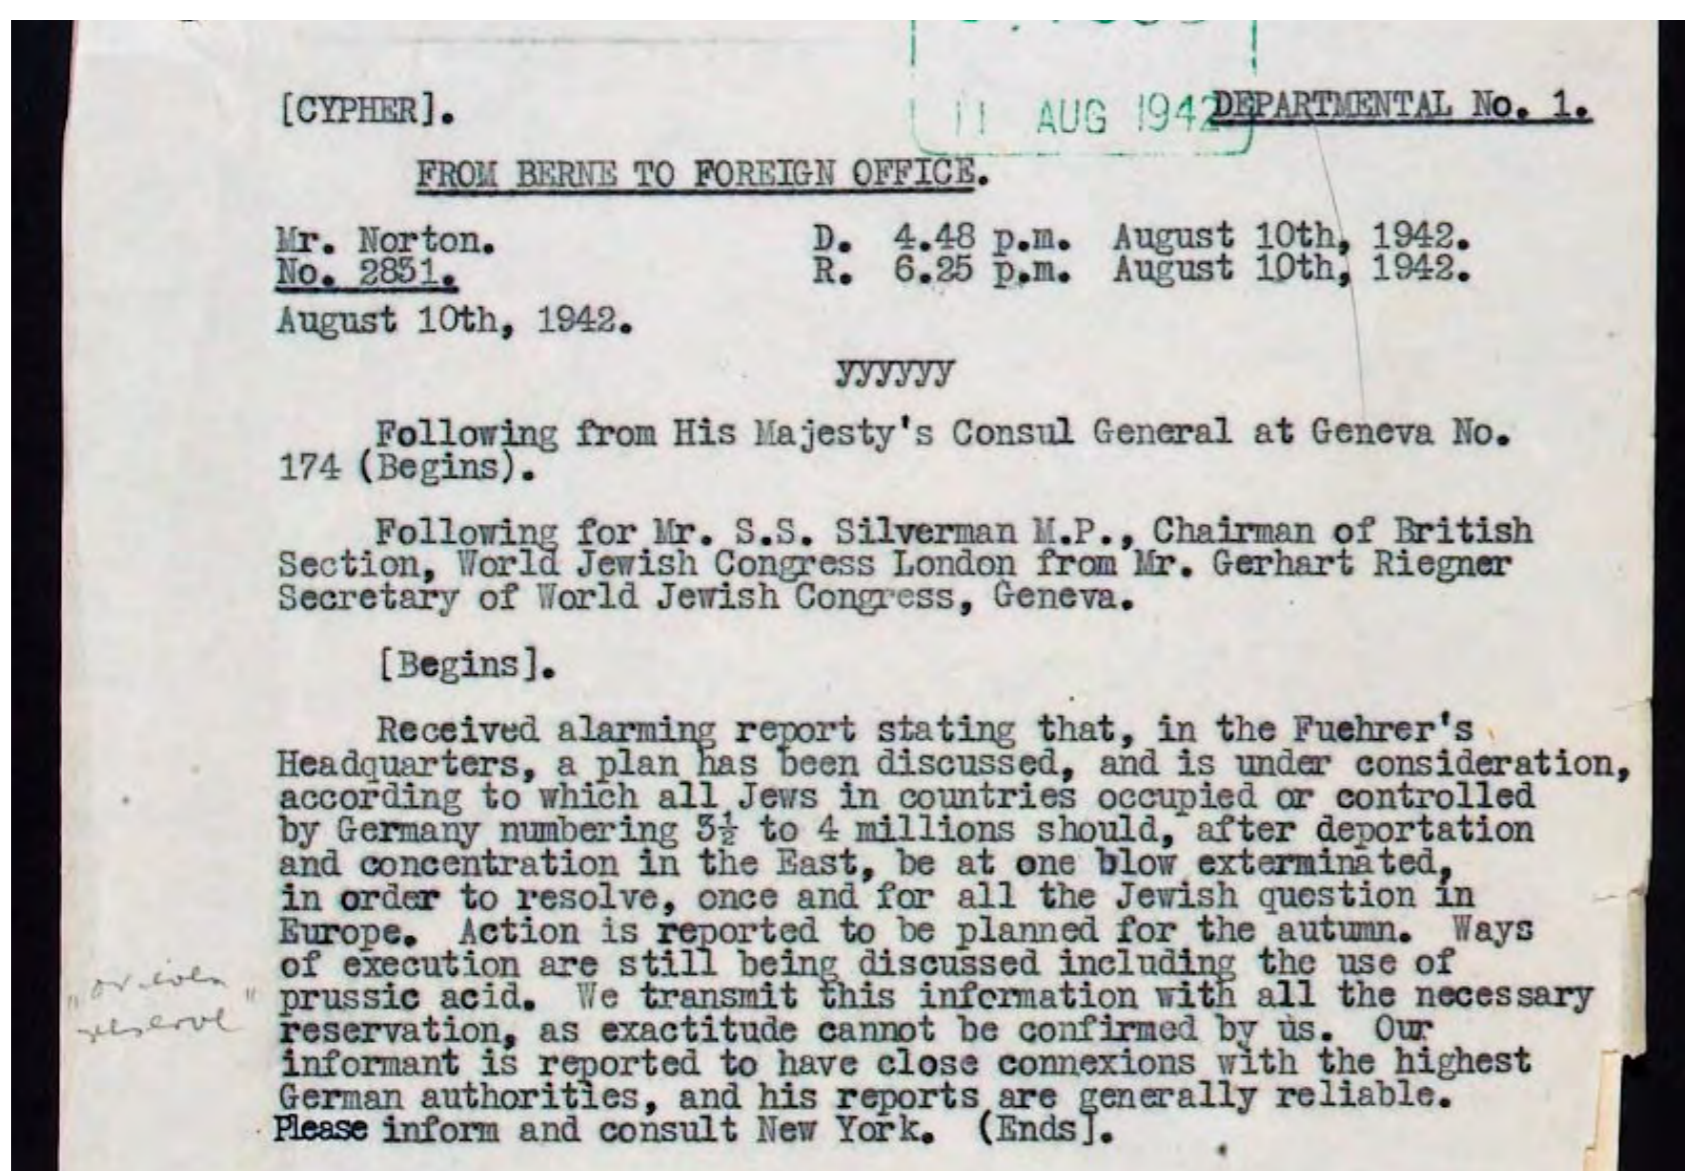 11 AUG 1942
[CYPHER]. DEPARTMENTAL No. 1.
FROM BERNE TO FOREIGN OFFICE.
Mr. Norton. D. 4.48 p.m. August 10th, 1942.
No. 2831. R. 6.25 p.m. August 10th, 1942.
August 10th, 1942.
yyyyyy
Following from His Majesty's Consul General at Geneva No.
174 (Begins).
Following for Mr. S.S. Silverman M.P., Chairman of British
Section, World Jewish Congress London from Mr. Gerhart Riegner
Secretary of World Jewish Congress, Geneva.
[Begins].
Received alarming report stating that, in the Fuehrer's
Headquarters, a plan has been discussed, and is under consideration,
according to which all Jews in countries occupied or controlled
by Germany numbering 3½ to 4 millions should, after deportation
and concentration in the East, be at one blow exterminated,
in order to resolve, once and for all the Jewish question in
Europe. Action is reported to be planned for the autumn. Ways
of execution are still being discussed including the use of
prussic acid. We transmit this information with all the necessary
reservation, as exactitude cannot be confirmed by us. Our
informant is reported to have close connexions with the highest
German authorities, and his reports are generally reliable.
Please inform and consult New York. (Ends].